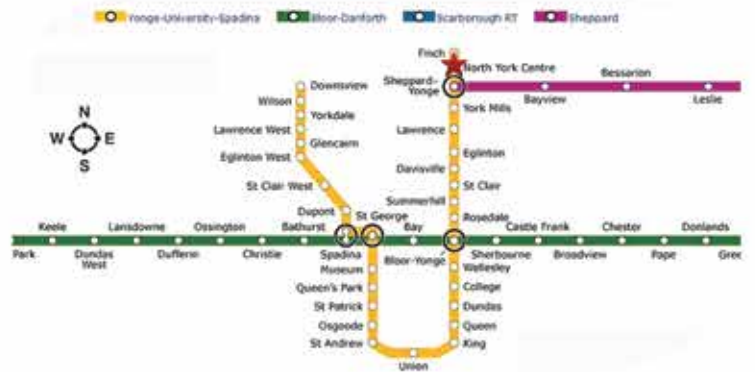 Yonge-University-Spadina Bloor-Danforth Scarborough RT Sheppard
Finch
North York Centre
Sheppard-
Yonge
Bessarion
Bayview
Leslie
York Mills
Lawrence
Eglinton
Davisville
St Clair
Summerhill
Rosedale
Downsview
Wilson
Yorkdale
Lawrence West
Glencairn
Eglinton West
St Clair West
Dupont
St George
N
W E
S
Keele Lansdowne Ossington Bathurst Bay Castle Frank Chester Donlands
Park Dundas
West
Dufferin Christie Spadina Bloor-Yonge Sherbourne Broadview Pape Gree
Museum
Queen's Park
St Patrick
Osgoode
St Andrew
Union
Wellesley
College
Dundas
Queen
King